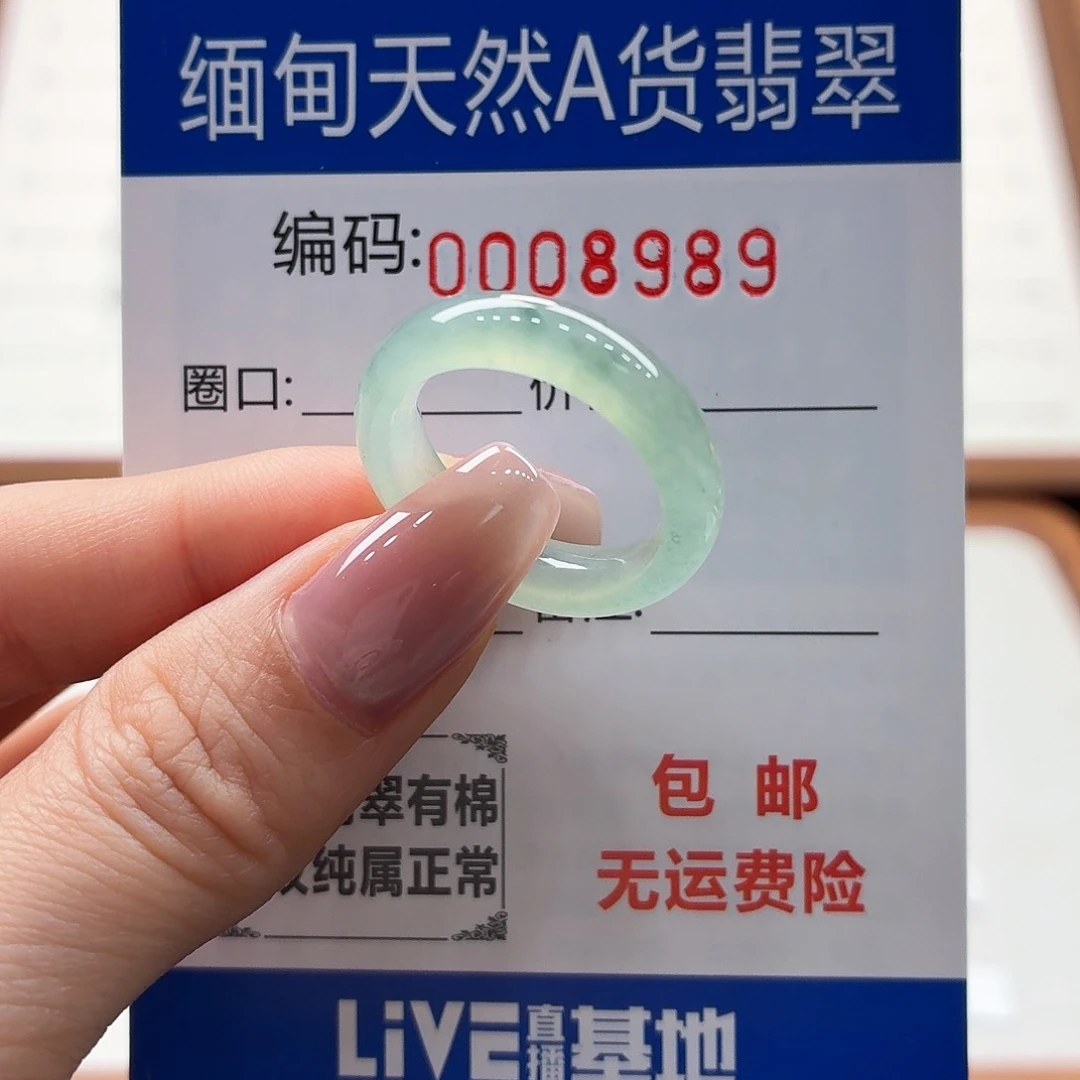 缅甸天然A货翡翠
编码:0008989
圈口:
翠有棉
纯属正常
包邮
无运费险
LiVE直播基地